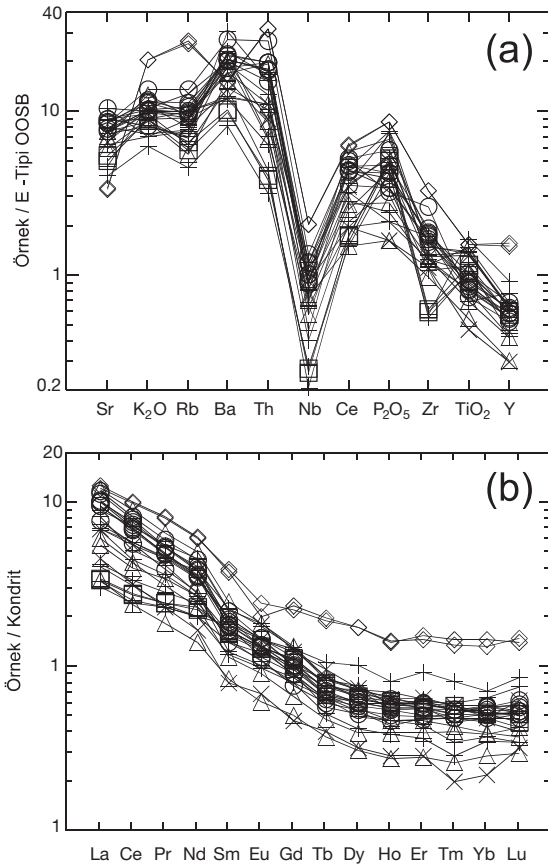 40
(a)
10
1
0.2
Örnek / E -Tipi OOSB
Sr K₂O Rb Ba Th Nb Ce P₂O₅ Zr TiO₂ Y
20
(b)
10
1
1
Örnek / Kondrit
La Ce Pr Nd Sm Eu Gd Tb Dy Ho Er Tm Yb Lu